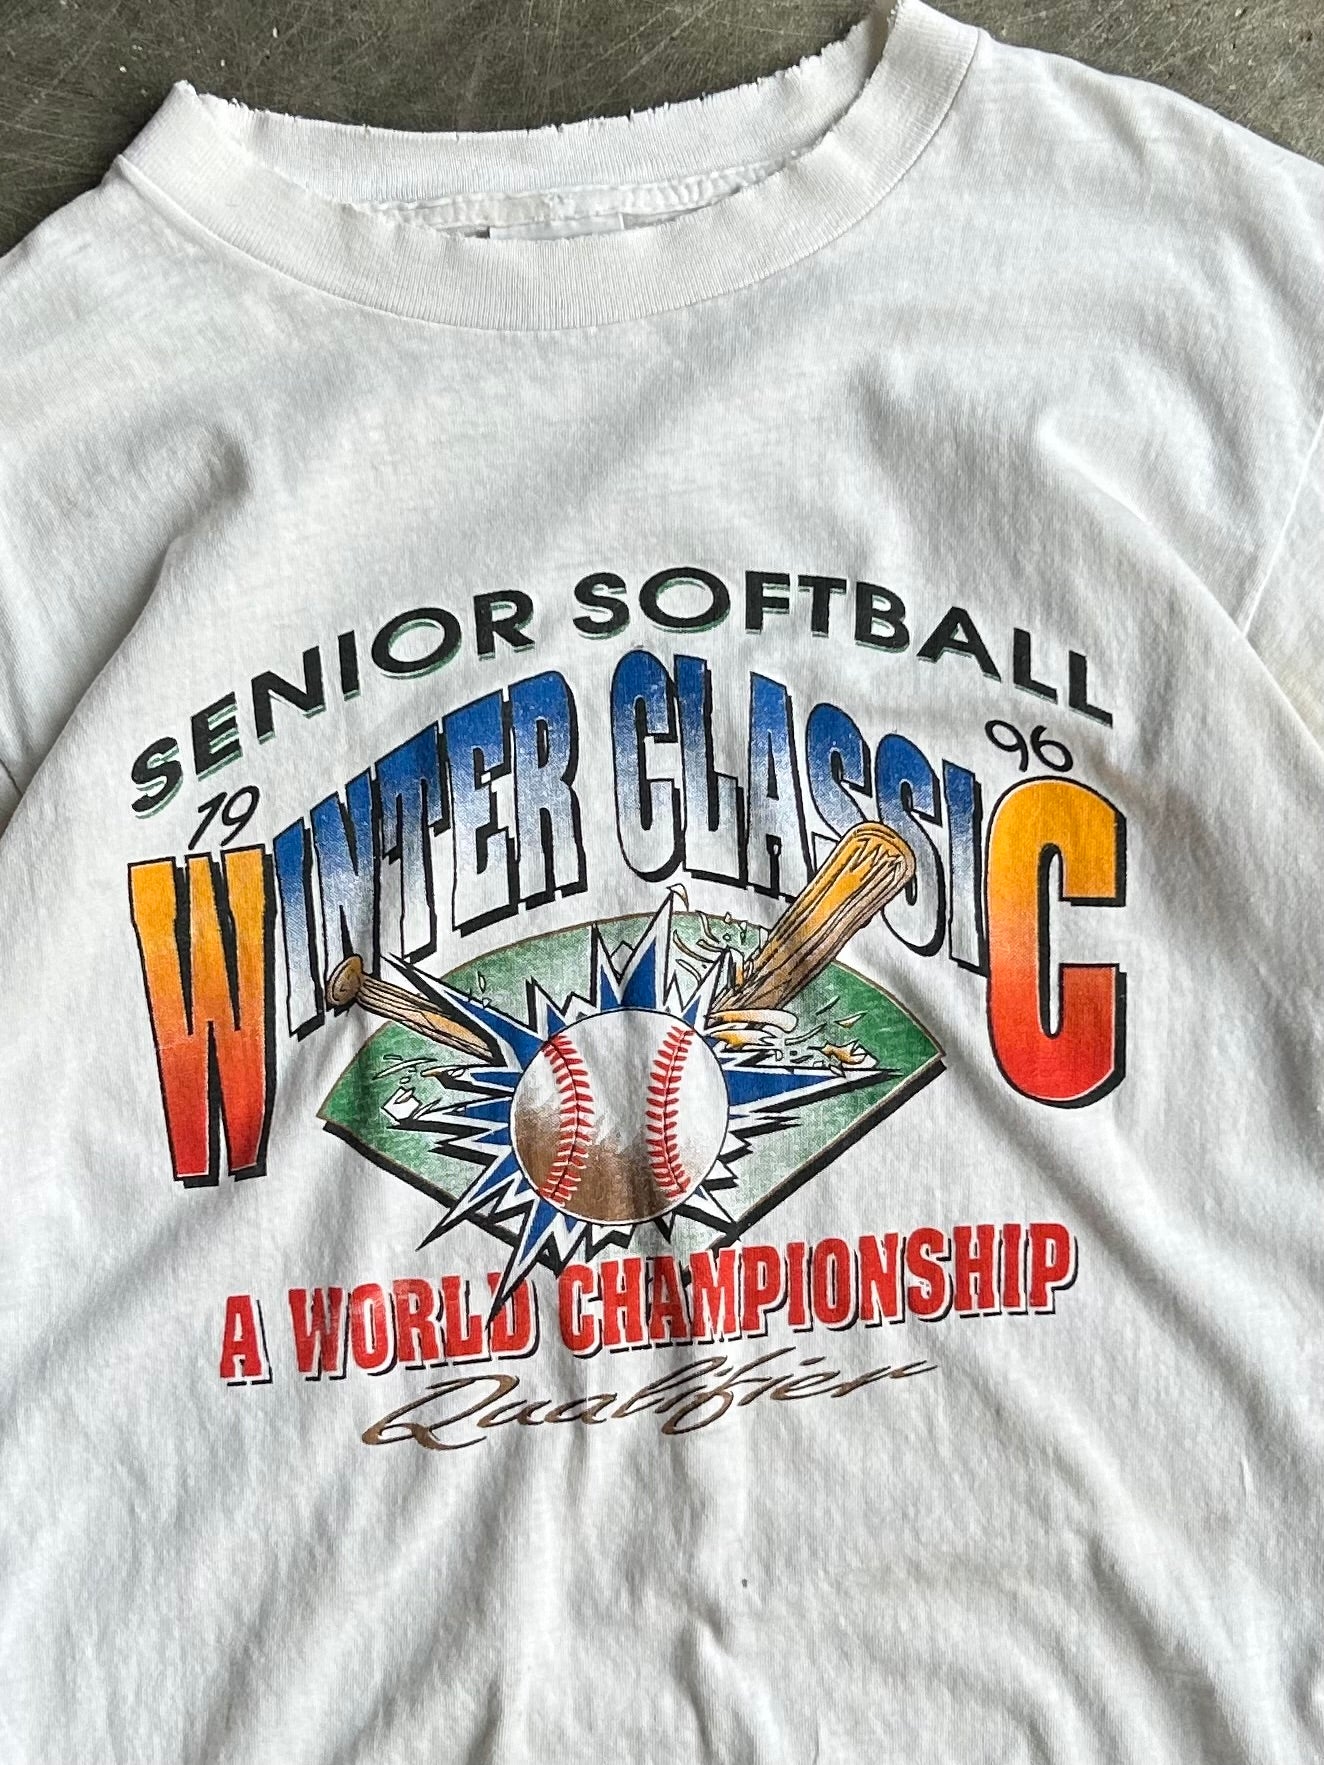 SENIOR SOFTBALL
19 96
WINTER CLASSIC
A WORLD CHAMPIONSHIP
Qualifier